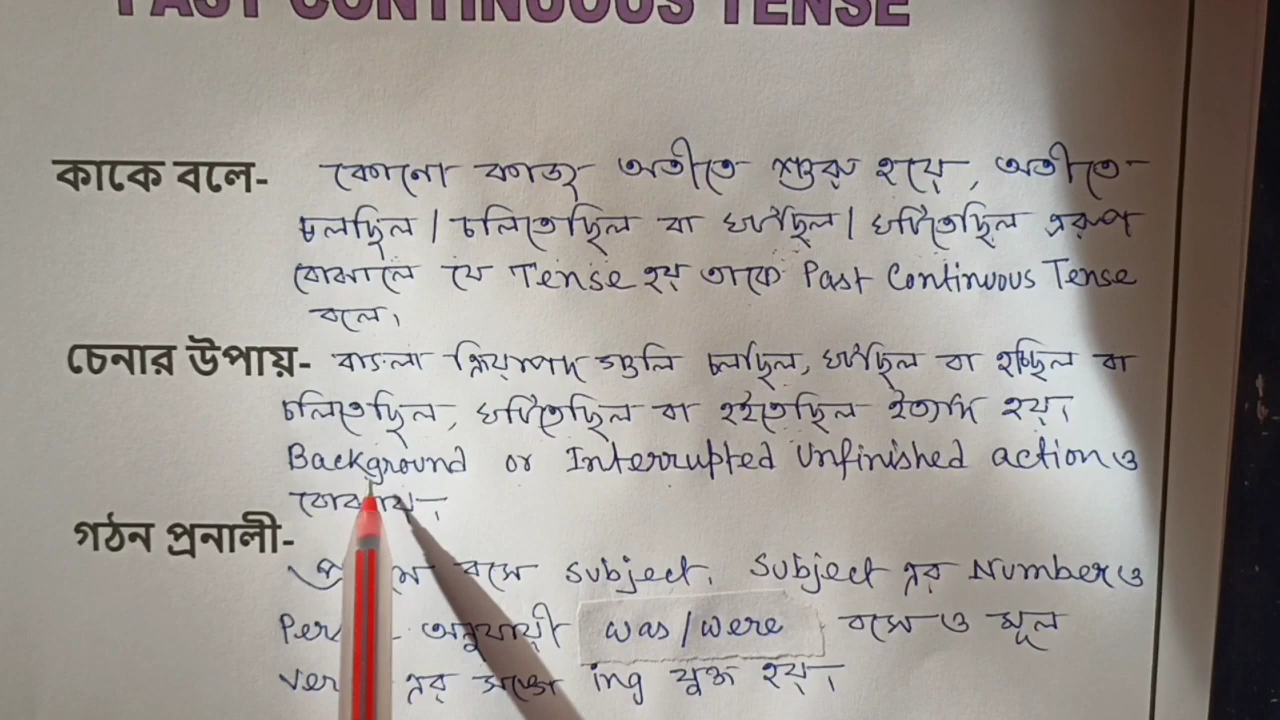 PAST CONTINUOUS TENSE
কাকে বলে- কোনো কাজ অতীতে শুরু হয়ে, অতীতে
চলছিল / চলিতেছিল বা ঘটছিল / ঘটিতেছিল এরূপ
বোঝালে যে Tense হয় তাকে Past Continuous Tense
বলে।
চেনার উপায়- বাঙলা ক্রিয়াপদ গুলি চলছিল, ঘটছিল বা হচ্ছিল বা
চলিতেছিল, ঘটিতেছিল বা হইতেছিল ইত্যাদি হয়।
Background or Interrupted Unfinished action ও
গঠন প্রনালী-
বসে subject. Subject এর Number ও
অনুযায়ী was/were বসে ও মূল
এর সঙ্গে ing যুক্ত হয়।